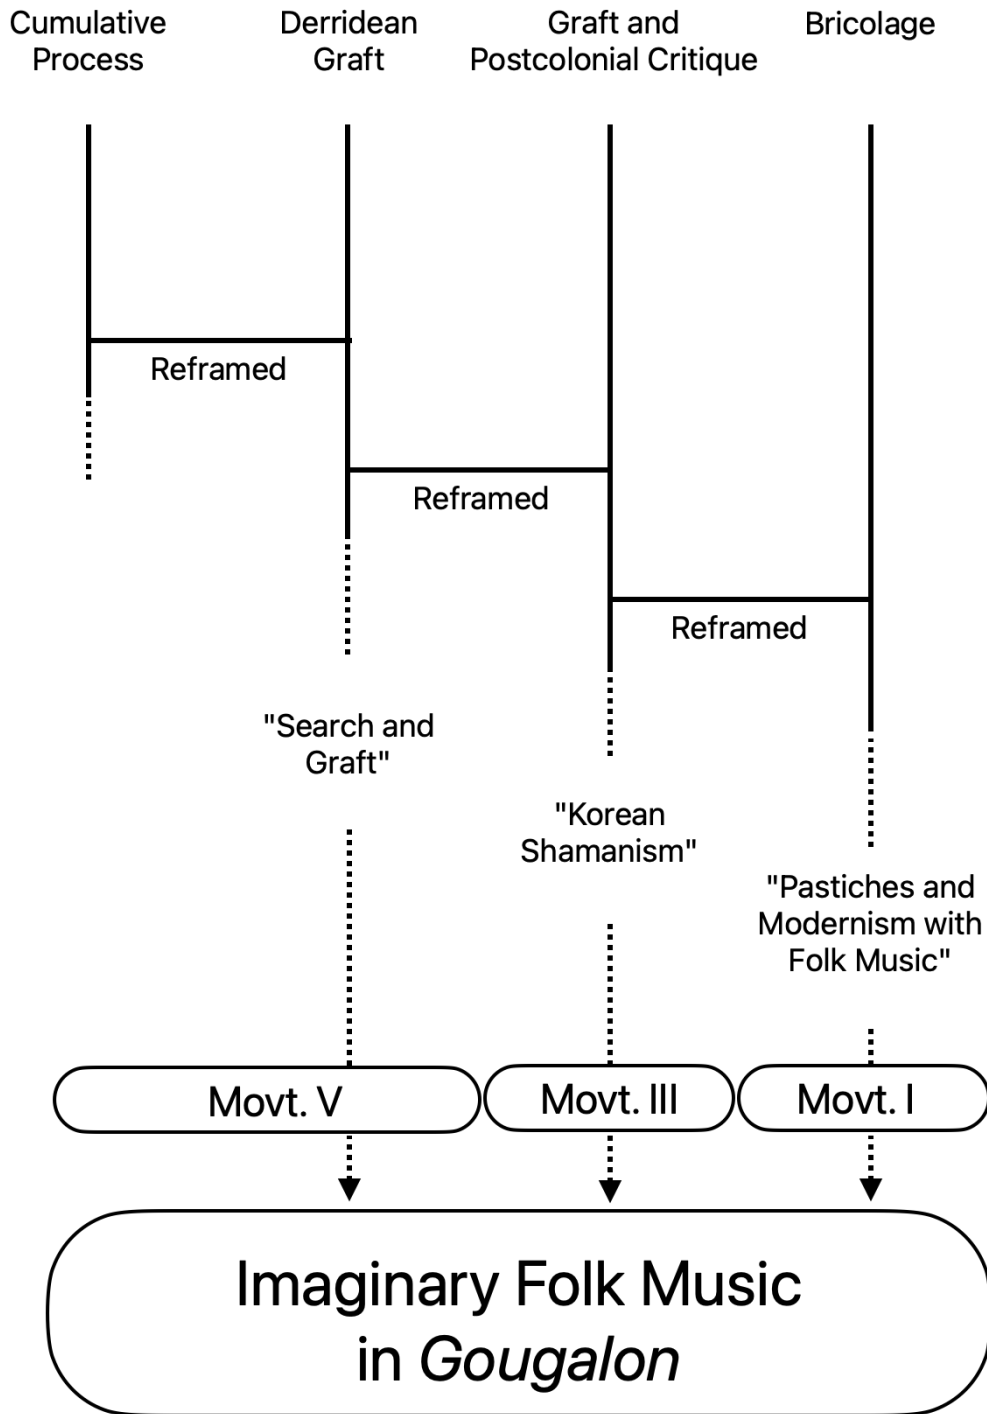 Cumulative
Process
Derridean
Graft
Graft and
Postcolonial Critique
Bricolage
Reframed
Reframed
Reframed
"Search and
Graft"
"Korean
Shamanism"
"Pastiches and
Modernism with
Folk Music"
Movt. V
Movt. III
Movt. I
Imaginary Folk Music
in Gougalon